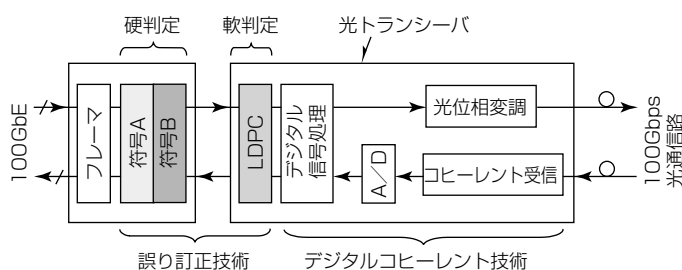 硬判定
軟判定
光トランシーバ
100GbE
フレーマ
符号A
符号B
LDPC
デジタル
信号処理
光位相変調
A/D
コヒーレント受信
100Gbps
光通信路
誤り訂正技術
デジタルコヒーレント技術